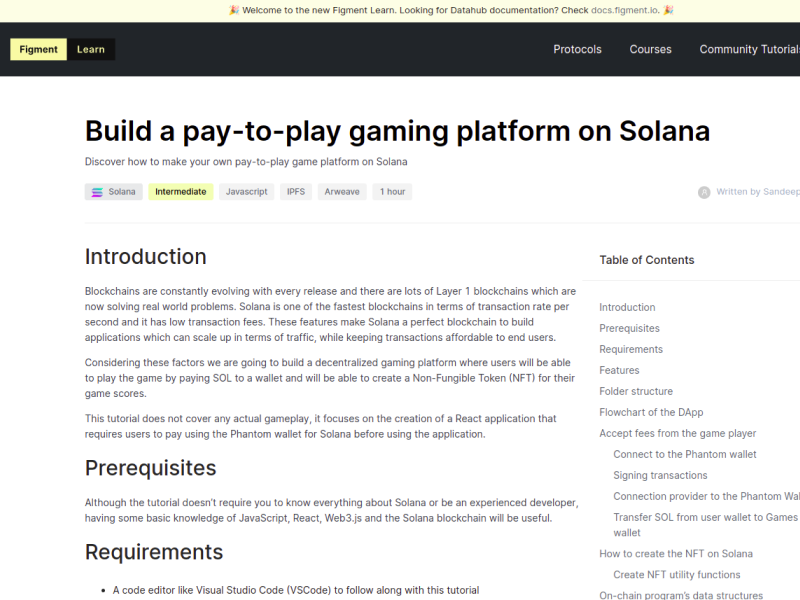 🎉 Welcome to the new Figment Learn. Looking for Datahub documentation? Check docs.figment.io. 🎉
Figment Learn
Protocols Courses Community Tutorials
Build a pay-to-play gaming platform on Solana
Discover how to make your own pay-to-play game platform on Solana
Solana Intermediate Javascript IPFS Arweave 1 hour
Written by Sandeep
Introduction
Blockchains are constantly evolving with every release and there are lots of Layer 1 blockchains which are
now solving real world problems. Solana is one of the fastest blockchains in terms of transaction rate per
second and it has low transaction fees. These features make Solana a perfect blockchain to build
applications which can scale up in terms of traffic, while keeping transactions affordable to end users.
Considering these factors we are going to build a decentralized gaming platform where users will be able
to play the game by paying SOL to a wallet and will be able to create a Non-Fungible Token (NFT) for their
game scores.
This tutorial does not cover any actual gameplay, it focuses on the creation of a React application that
requires users to pay using the Phantom wallet for Solana before using the application.
Prerequisites
Although the tutorial doesn't require you to know everything about Solana or be an experienced developer,
having some basic knowledge of JavaScript, React, Web3.js and the Solana blockchain will be useful.
Requirements
• A code editor like Visual Studio Code (VSCode) to follow along with this tutorial
Table of Contents
Introduction
Prerequisites
Requirements
Features
Folder structure
Flowchart of the DApp
Accept fees from the game player
Connect to the Phantom wallet
Signing transactions
Connection provider to the Phantom
Transfer SOL from user wallet to Games
wallet
How to create the NFT on Solana
Create NFT utility functions
On-chain program's data structures